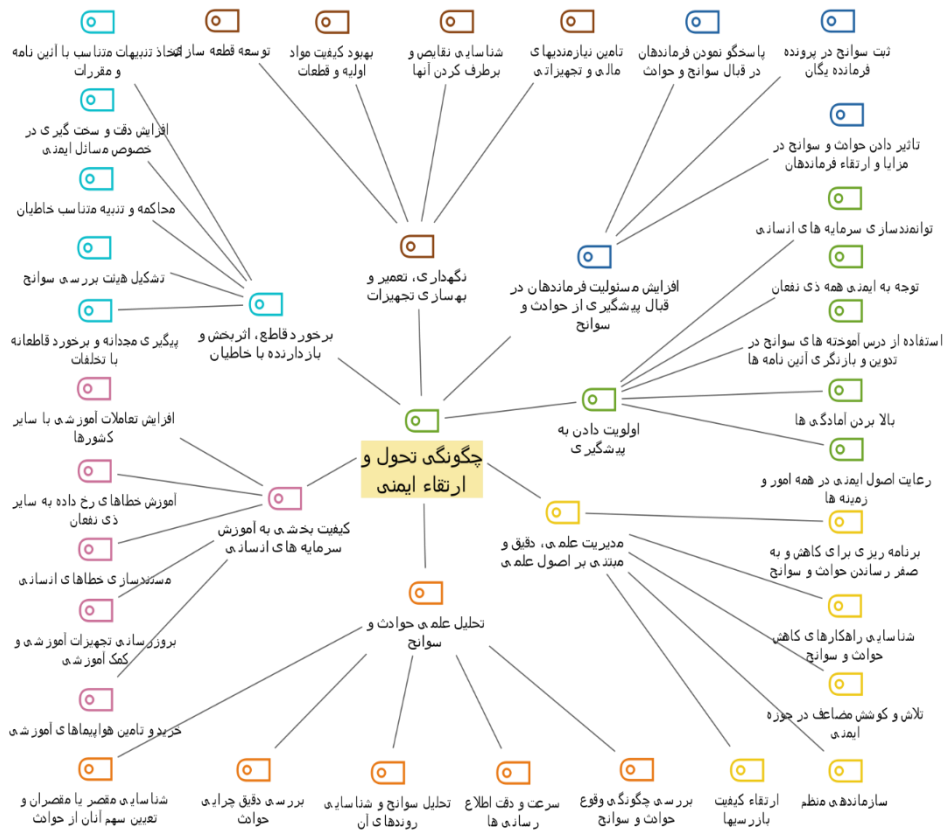 ثبت سوانح در پرونده
فرمانده یگان
پاسخگو نمودن فرماندهان
در قبال سوانح و حوادث
تامین نیازمندیهای
مالی و تجهیزاتی
شناسایی نقایص و
برطرف کردن آنها
بهبود کیفیت مواد
اولیه و قطعات
توسعه قطعه سازی
اتخاذ تنبیهات متناسب با آئین نامه
و مقررات
تاثیر دادن حوادث و سوانح در
مزایا و ارتقاء فرماندهان
افزایش دقت و سخت گیری در
خصوص مسائل ایمنی
محاکمه و تنبیه متناسب خاطیان
توانمندسازی سرمایه های انسانی
تشکیل هیئت بررسی سوانح
توجه به ایمنی همه ذی نفعان
افزایش مسئولیت فرماندهان در
قبال پیشگیری از حوادث و
سوانح
نگهداری، تعمیر و
بهسازی تجهیزات
برخورد قاطع، اثربخش و
بازدارنده با خاطیان
پیگیری مجدانه و برخورد قاطعانه
با تخلفات
استفاده از درس آموخته های سوانح در
تدوین و بازنگری آئین نامه ها
بالا بردن آمادگی ها
اولویت دادن به
پیشگیری
چگونگی تحول و
ارتقاء ایمنی
افزایش تعاملات آموزشی با سایر
کشورها
رعایت اصول ایمنی در همه امور و
زمینه ها
آموزش خطاهای رخ داده به سایر
ذی نفعان
کیفیت بخشی به آموزش
سرمایه های انسانی
مدیریت علمی، دقیق و
مبتنی بر اصول علمی
برنامه ریزی برای کاهش و به
صفر رساندن حوادث و سوانح
مستندسازی خطاهای انسانی
تحلیل علمی حوادث و
سوانح
شناسایی راهکارهای کاهش
حوادث و سوانح
بروزرسانی تجهیزات آموزشی و
کمک آموزشی
تلاش و کوشش مضاعف در حوزه
ایمنی
خرید و تامین هواپیماهای آموزشی
سازماندهی منظم
ارتقاء کیفیت
بازرسیها
بررسی چگونگی وقوع
حوادث و سوانح
سرعت و دقت اطلاع
رسانی ها
تحلیل سوانح و شناسایی
روندهای آن
بررسی دقیق چرایی
حوادث
شناسایی مقصر یا مقصران و
تعیین سهم آنان از حوادث